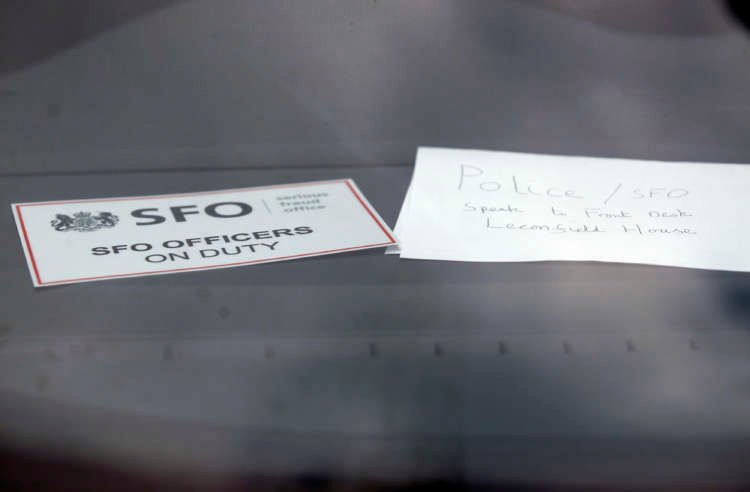 SFO
serious
fraud
office
SFO OFFICERS
ON DUTY
Police / SFO
Speak to Front Desk
Leconfield House